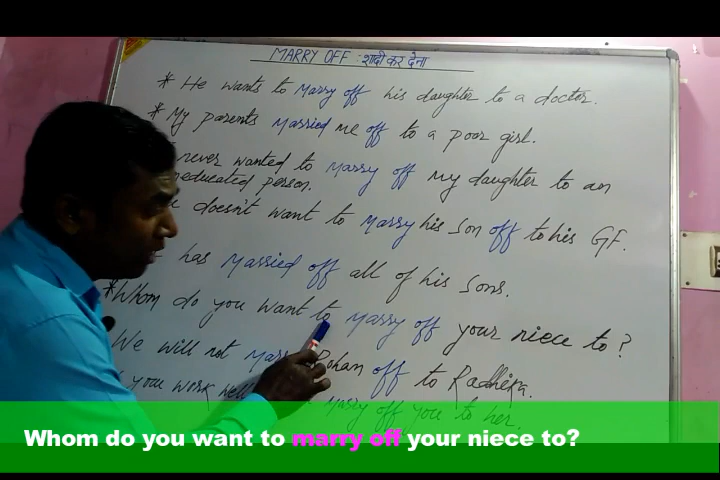 MARRY OFF - शादी कर देना
* He wants to marry off his daughter to a doctor.
* My parents married me off to a poor girl.
never wanted to marry off my daughter to an
educated person.
doesn't want to marry his son off to his GF.
has married off all of his sons.
* Whom do you want to marry off your niece to?
We will not Rohan off to Radhika.
you work well marry off you to her.
Whom do you want to marry off your niece to?